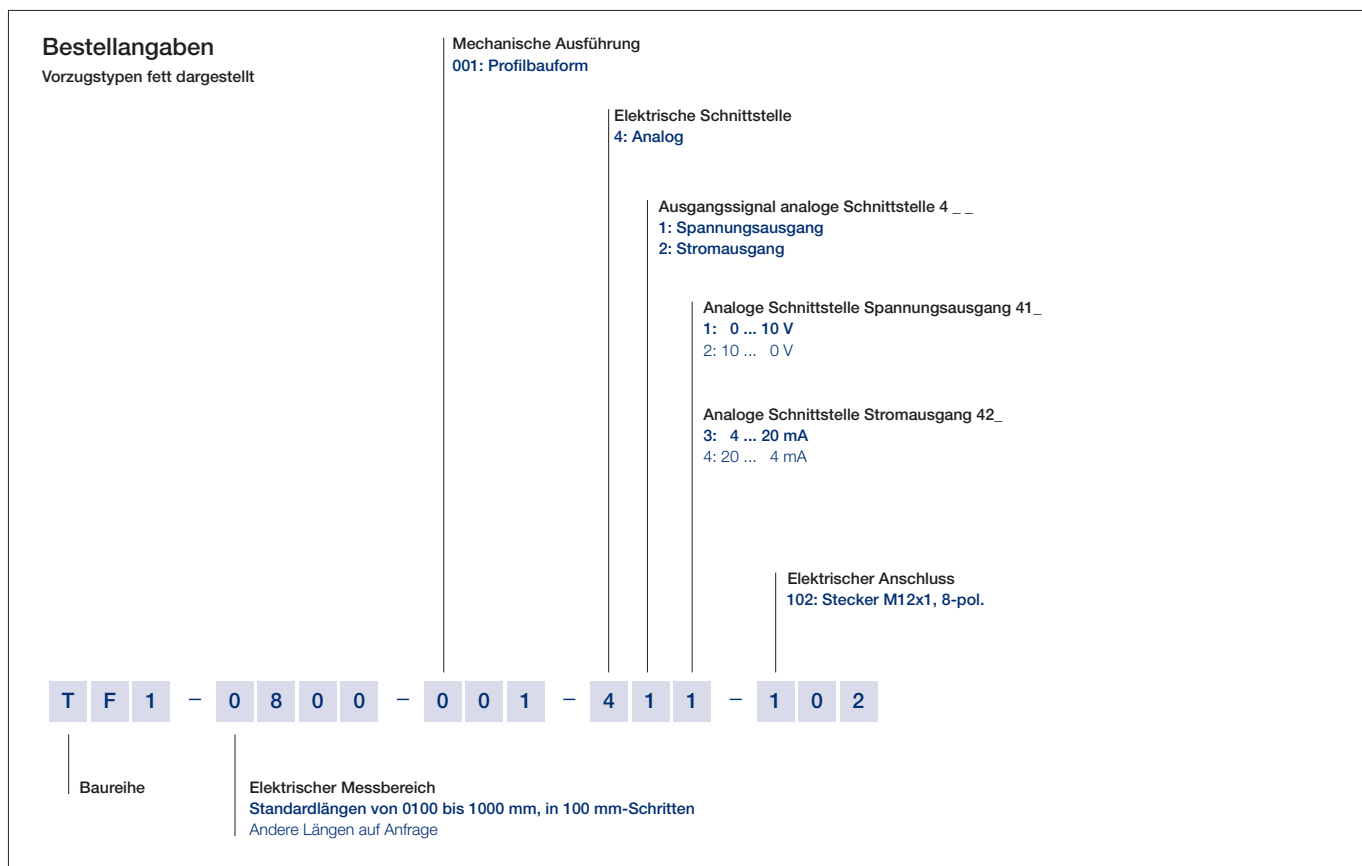 Bestellangaben
Vorzugstypen fett dargestellt
Mechanische Ausführung
001: Profilbauform
Elektrische Schnittstelle
4: Analog
Ausgangssignal analoge Schnittstelle 4 _ _
1: Spannungsausgang
2: Stromausgang
Analoge Schnittstelle Spannungsausgang 41_
1: 0 ... 10 V
2: 10 ... 0 V
Analoge Schnittstelle Stromausgang 42_
3: 4 ... 20 mA
4: 20 ... 4 mA
Elektrischer Anschluss
102: Stecker M12x1, 8-pol.
T F 1 – 0 8 0 0 – 0 0 1 – 4 1 1 – 1 0 2
Baureihe
Elektrischer Messbereich
Standardlängen von 0100 bis 1000 mm, in 100 mm-Schritten
Andere Längen auf Anfrage